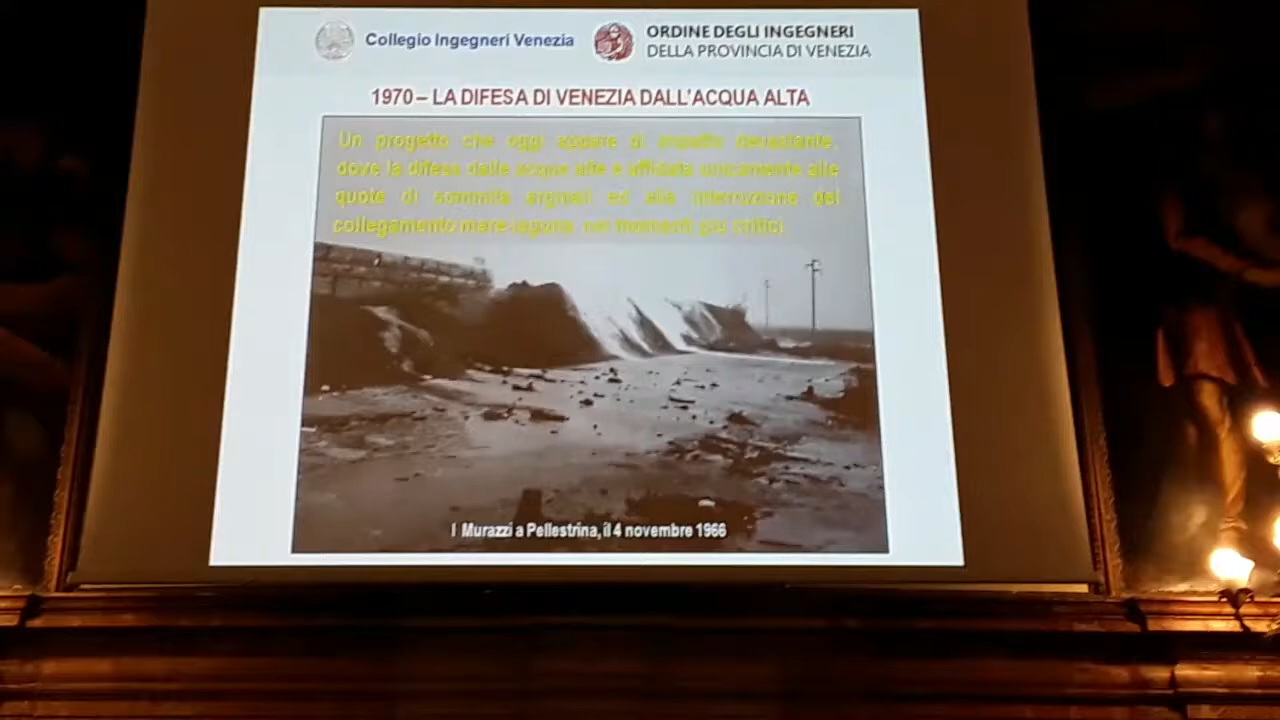 Collegio Ingegneri Venezia
ORDINE DEGLI INGEGNERI
DELLA PROVINCIA DI VENEZIA
1970 – LA DIFESA DI VENEZIA DALL'ACQUA ALTA
Un progetto che oggi appare di impatto devastante,
dove la difesa dalle acque alte è affidata unicamente alle
quote di sommità arginali ed alla interruzione del
collegamento mare-laguna nei momenti più critici
I Murazzi a Pellestrina, il 4 novembre 1966